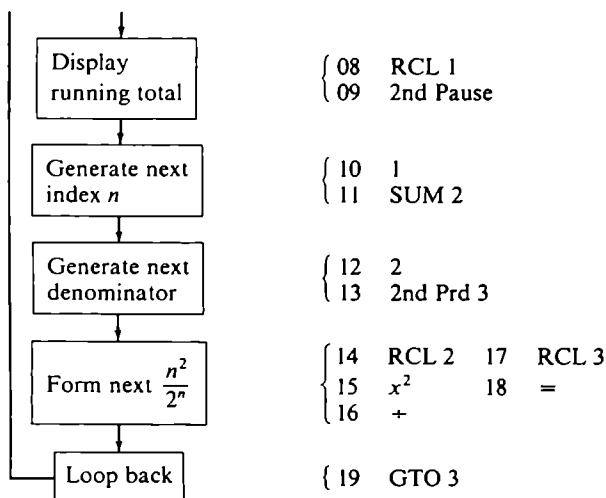 Display
running total
08 RCL 1
09 2nd Pause
Generate next
index n
10 1
11 SUM 2
Generate next
denominator
12 2
13 2nd Prd 3
Form next n²/2ⁿ
14 RCL 2 17 RCL 3
15 x² 18 =
16 ÷
Loop back
19 GTO 3